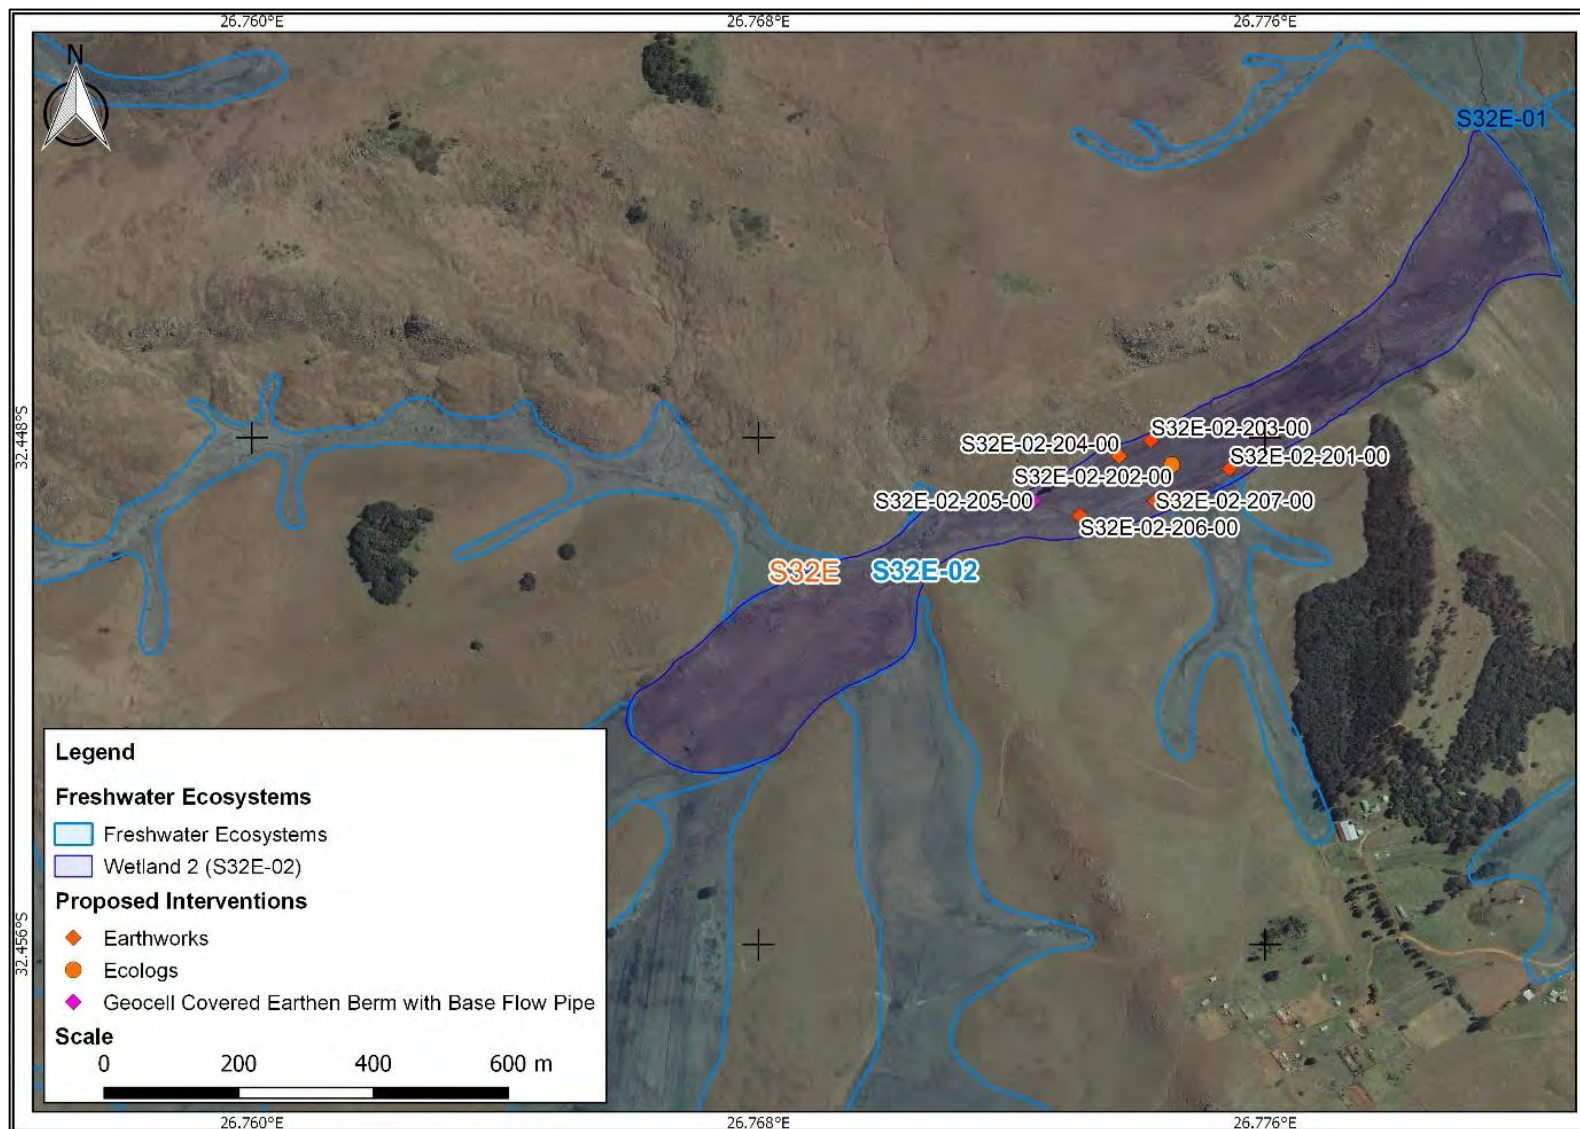 26.760°E 26.768°E 26.776°E
N
S32E-01
32.448°S
S32E-02-203-00
S32E-02-204-00
S32E-02-201-00
S32E-02-202-00
S32E-02-205-00
S32E-02-207-00
S32E-02-206-00
S32E
S32E-02
Legend
Freshwater Ecosystems
Freshwater Ecosystems
Wetland 2 (S32E-02)
Proposed Interventions
Earthworks
Ecologs
Geocell Covered Earthen Berm with Base Flow Pipe
Scale
0 200 400 600 m
32.456°S
26.760°E 26.768°E 26.776°E